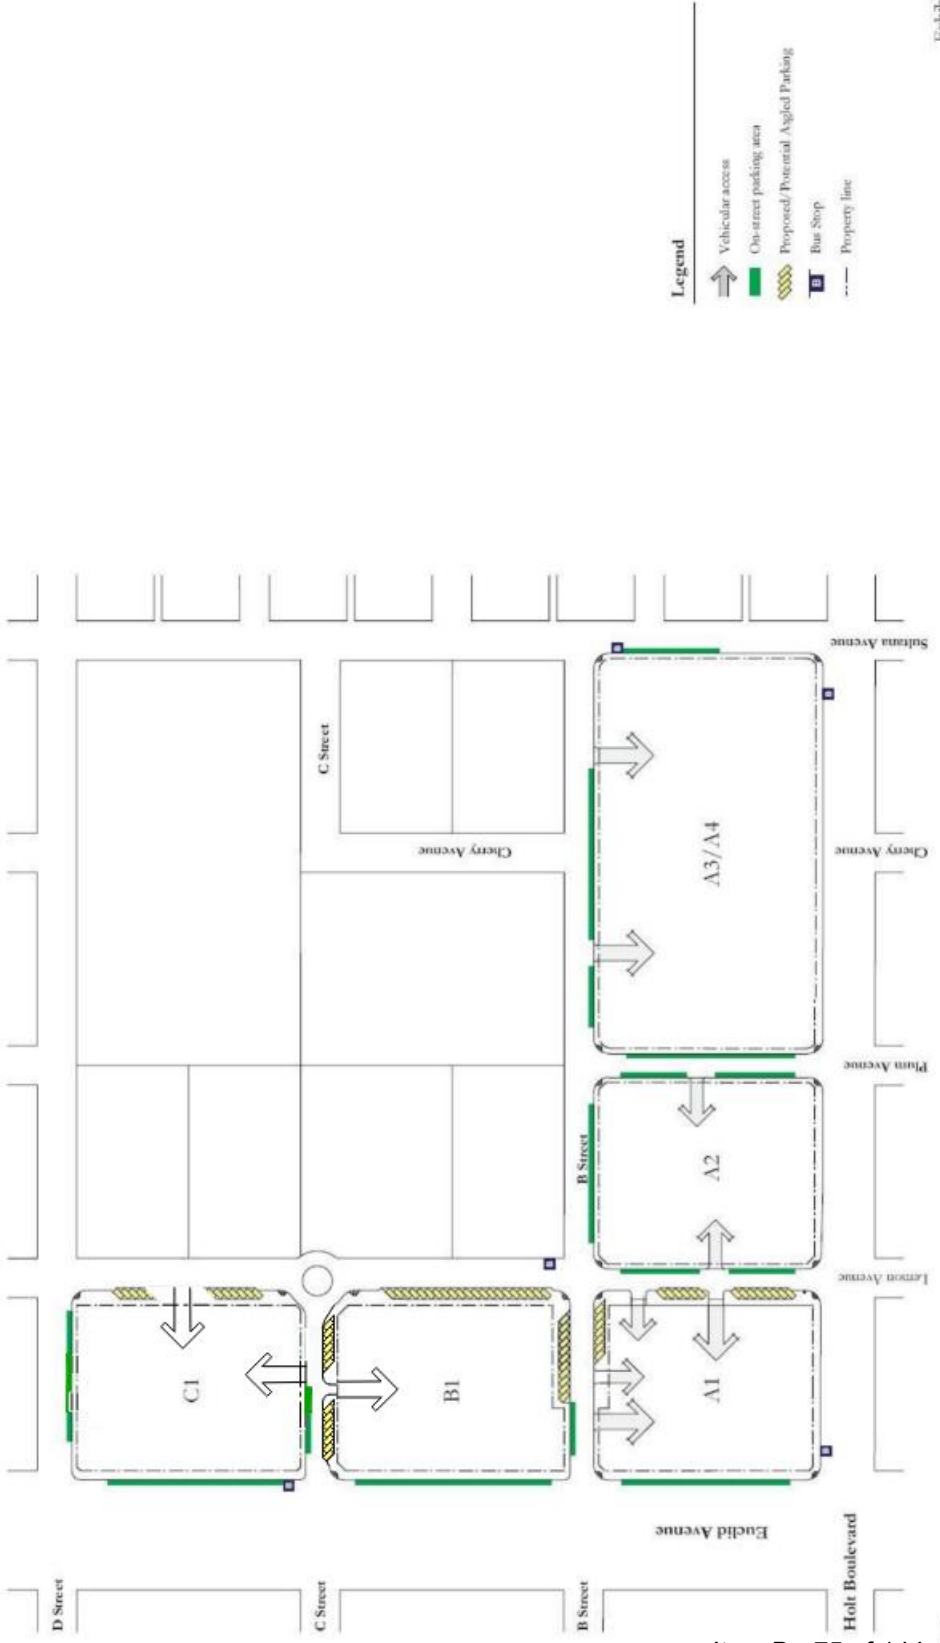 Legend
Vehicular access
On-street parking area
Proposed/Potential Angled Parking
B Bus Stop
Property line
D Street
C Street
B Street
Holt Boulevard
Euclid Avenue
Lemon Avenue
Plum Avenue
Cherry Avenue
Sultana Avenue
C Street
Cherry Avenue
B Street
C1
B1
A1
A2
A3/A4
B
B
B
B
B